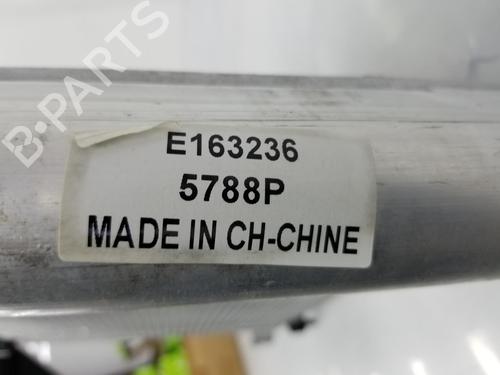 B-PARTS
E163236
5788P
MADE IN CH-CHINE